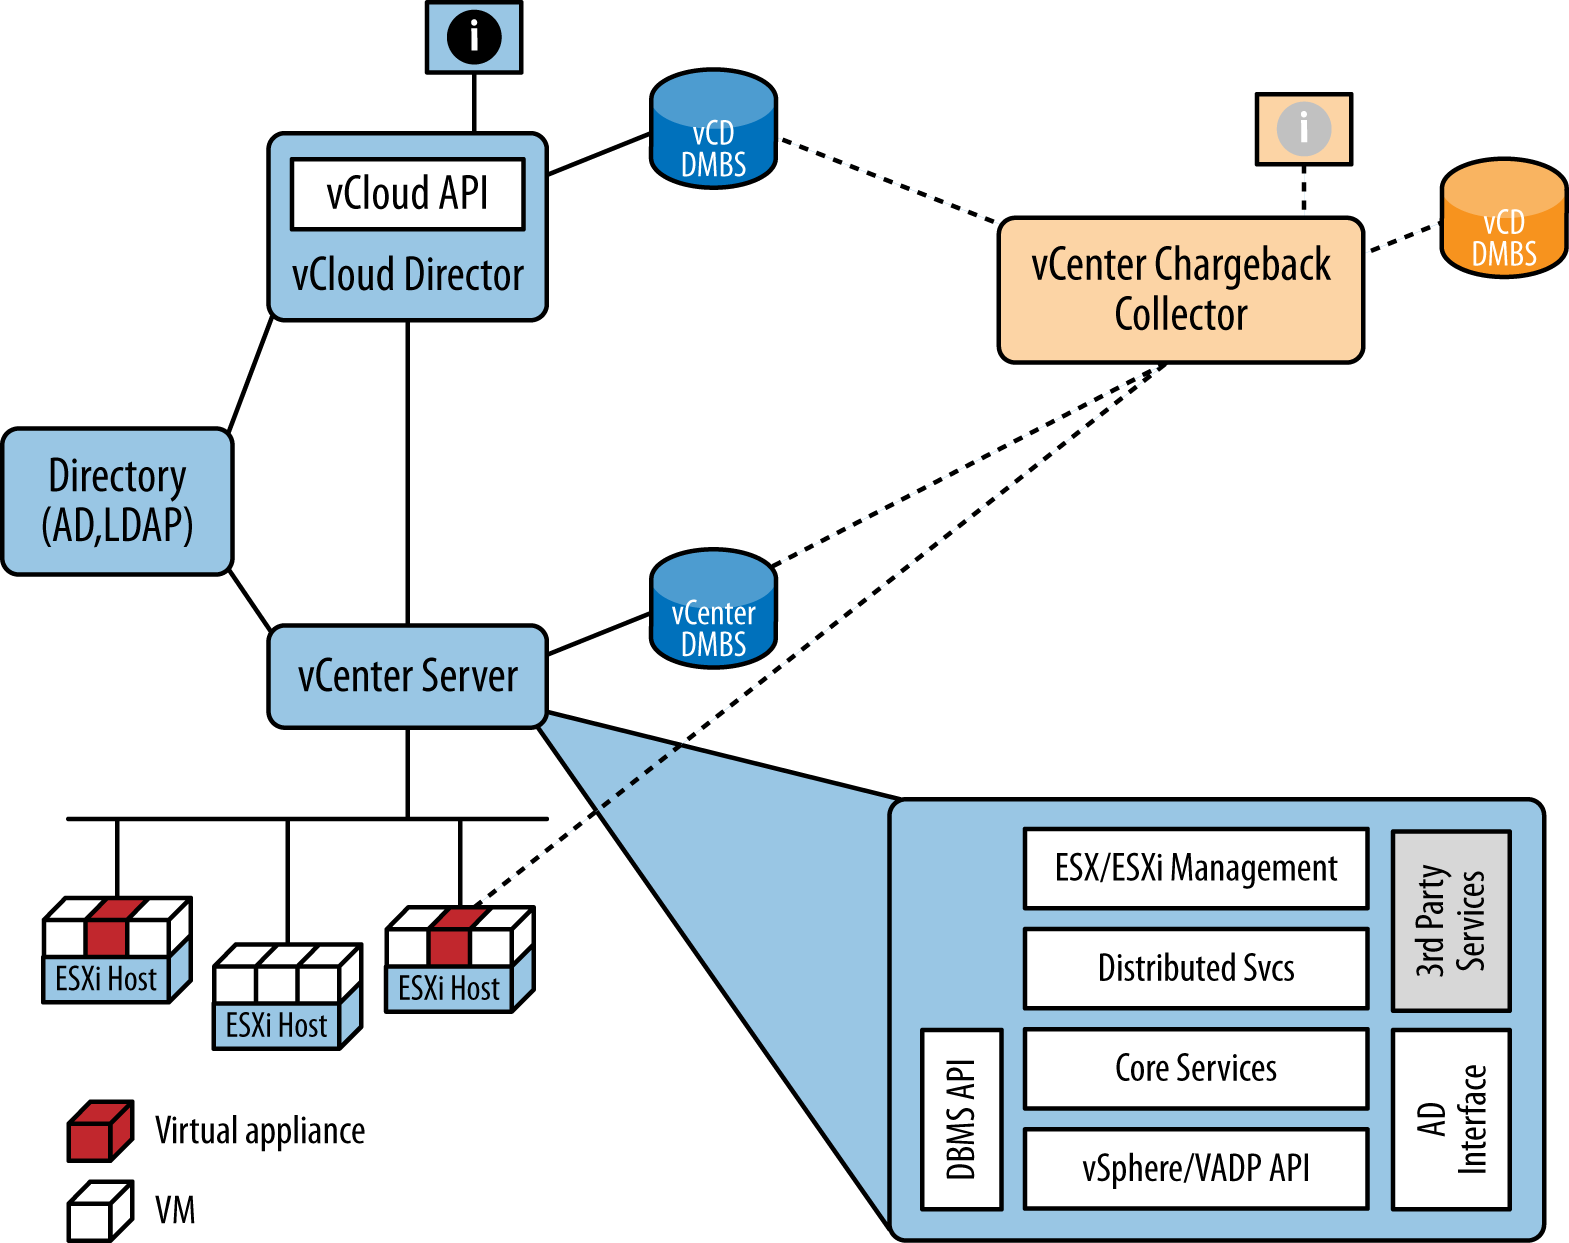 i
vCD
DMBS
i
vCloud API
vCloud Director
vCD
DMBS
vCenter Chargeback
Collector
Directory
(AD,LDAP)
vCenter
DMBS
vCenter Server
ESX/ESXi Management
3rd Party
Services
Distributed Svcs
ESXi Host
ESXi Host
ESXi Host
Core Services
DBMS API
AD
Interface
vSphere/VADP API
Virtual appliance
VM